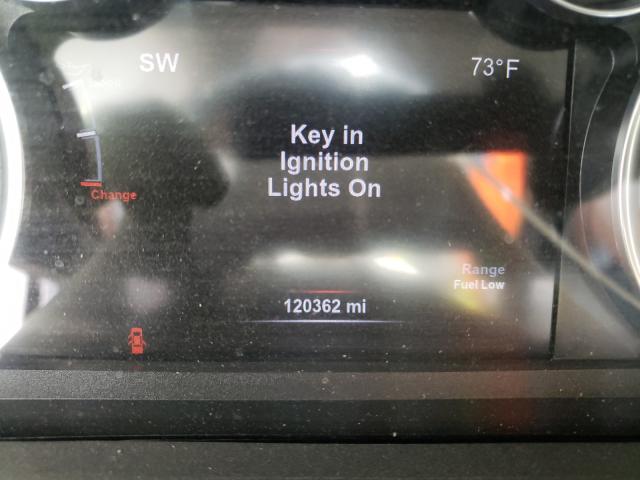 SW
73°F
Key in
Ignition
Lights On
Change
Range
Fuel Low
120362 mi